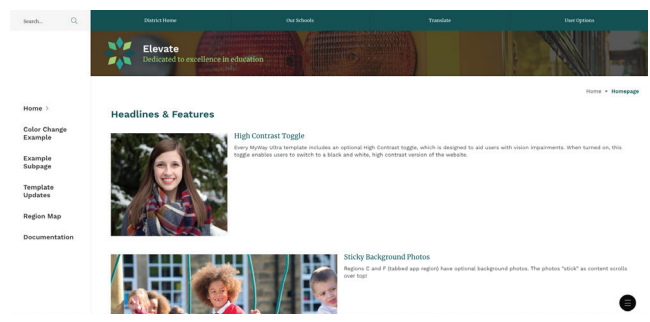 Search...
District Home
Our Schools
Translate
User Options
Elevate
Dedicated to excellence in education
Home • Homepage
Home >
Color Change
Example
Example
Subpage
Template
Updates
Region Map
Documentation
Headlines & Features
High Contrast Toggle
Every MyWay Ultra template includes an optional High Contrast toggle, which is designed to aid users with vision impairments. When turned on, this
toggle enables users to switch to a black and white, high contrast version of the website.
Sticky Background Photos
Regions E and F (tabbed app region) have optional background photos. The photos "stick" as content scrolls
over top!